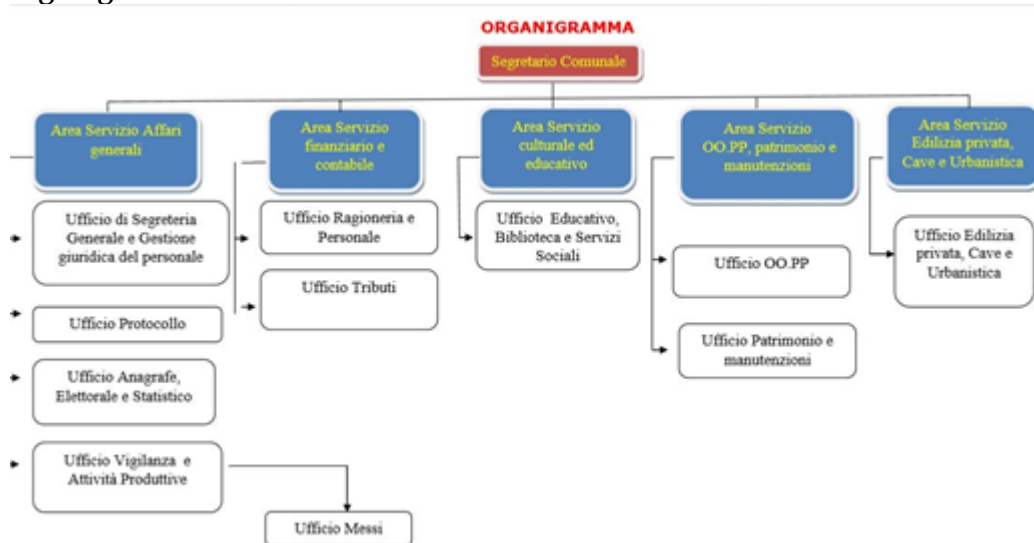 ORGANIGRAMMA
Segretario Comunale
Area Servizio Affari
generali
Area Servizio
finanziario e
contabile
Area Servizio
culturale ed
educativo
Area Servizio
OO.PP, patrimonio e
manutenzioni
Area Servizio
Edilizia privata,
Cave e Urbanistica
Ufficio di Segreteria
Generale e Gestione
giuridica del personale
Ufficio Protocollo
Ufficio Anagrafe,
Elettorale e Statistico
Ufficio Vigilanza e
Attività Produttive
Ufficio Messi
Ufficio Ragioneria e
Personale
Ufficio Tributi
Ufficio Educativo,
Biblioteca e Servizi
Sociali
Ufficio OO.PP
Ufficio Patrimonio e
manutenzioni
Ufficio Edilizia
privata, Cave e
Urbanistica